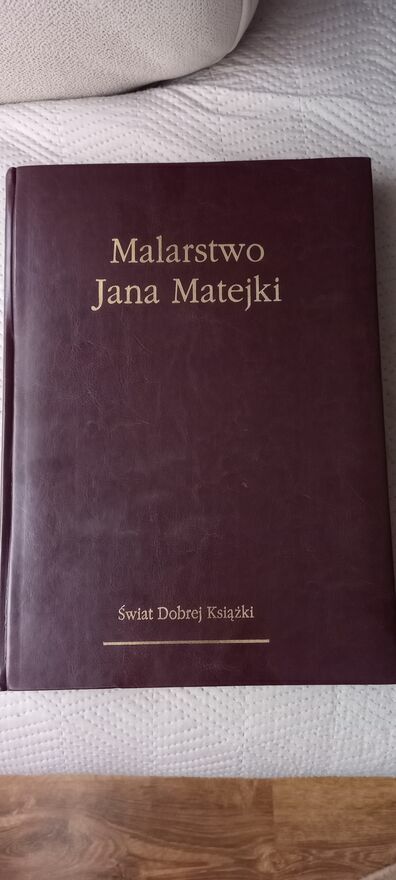 Malarstwo
Jana Matejki
Świat Dobrej Książki